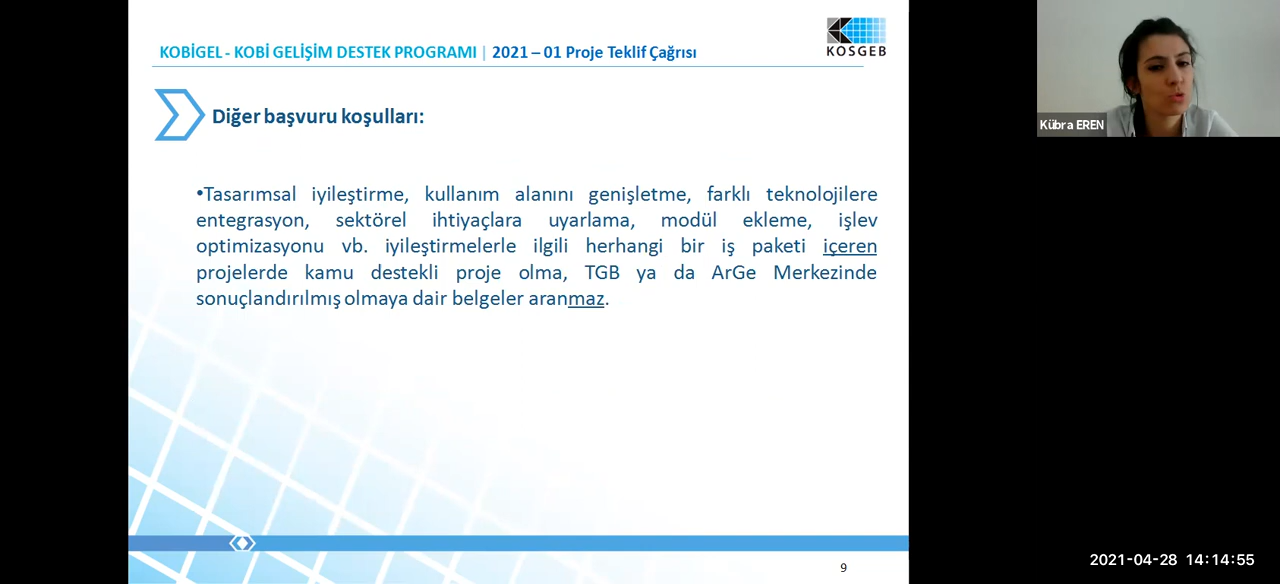 KOBİGEL - KOBİ GELİŞİM DESTEK PROGRAMI | 2021 – 01 Proje Teklif Çağrısı
KOSGEB
Kübra EREN
Diğer başvuru koşulları:
•Tasarımsal iyileştirme, kullanım alanını genişletme, farklı teknolojilere
entegrasyon, sektörel ihtiyaçlara uyarlama, modül ekleme, işlev
optimizasyonu vb. iyileştirmelerle ilgili herhangi bir iş paketi içeren
projelerde kamu destekli proje olma, TGB ya da ArGe Merkezinde
sonuçlandırılmış olmaya dair belgeler aranmaz.
9
2021-04-28 14:14:55